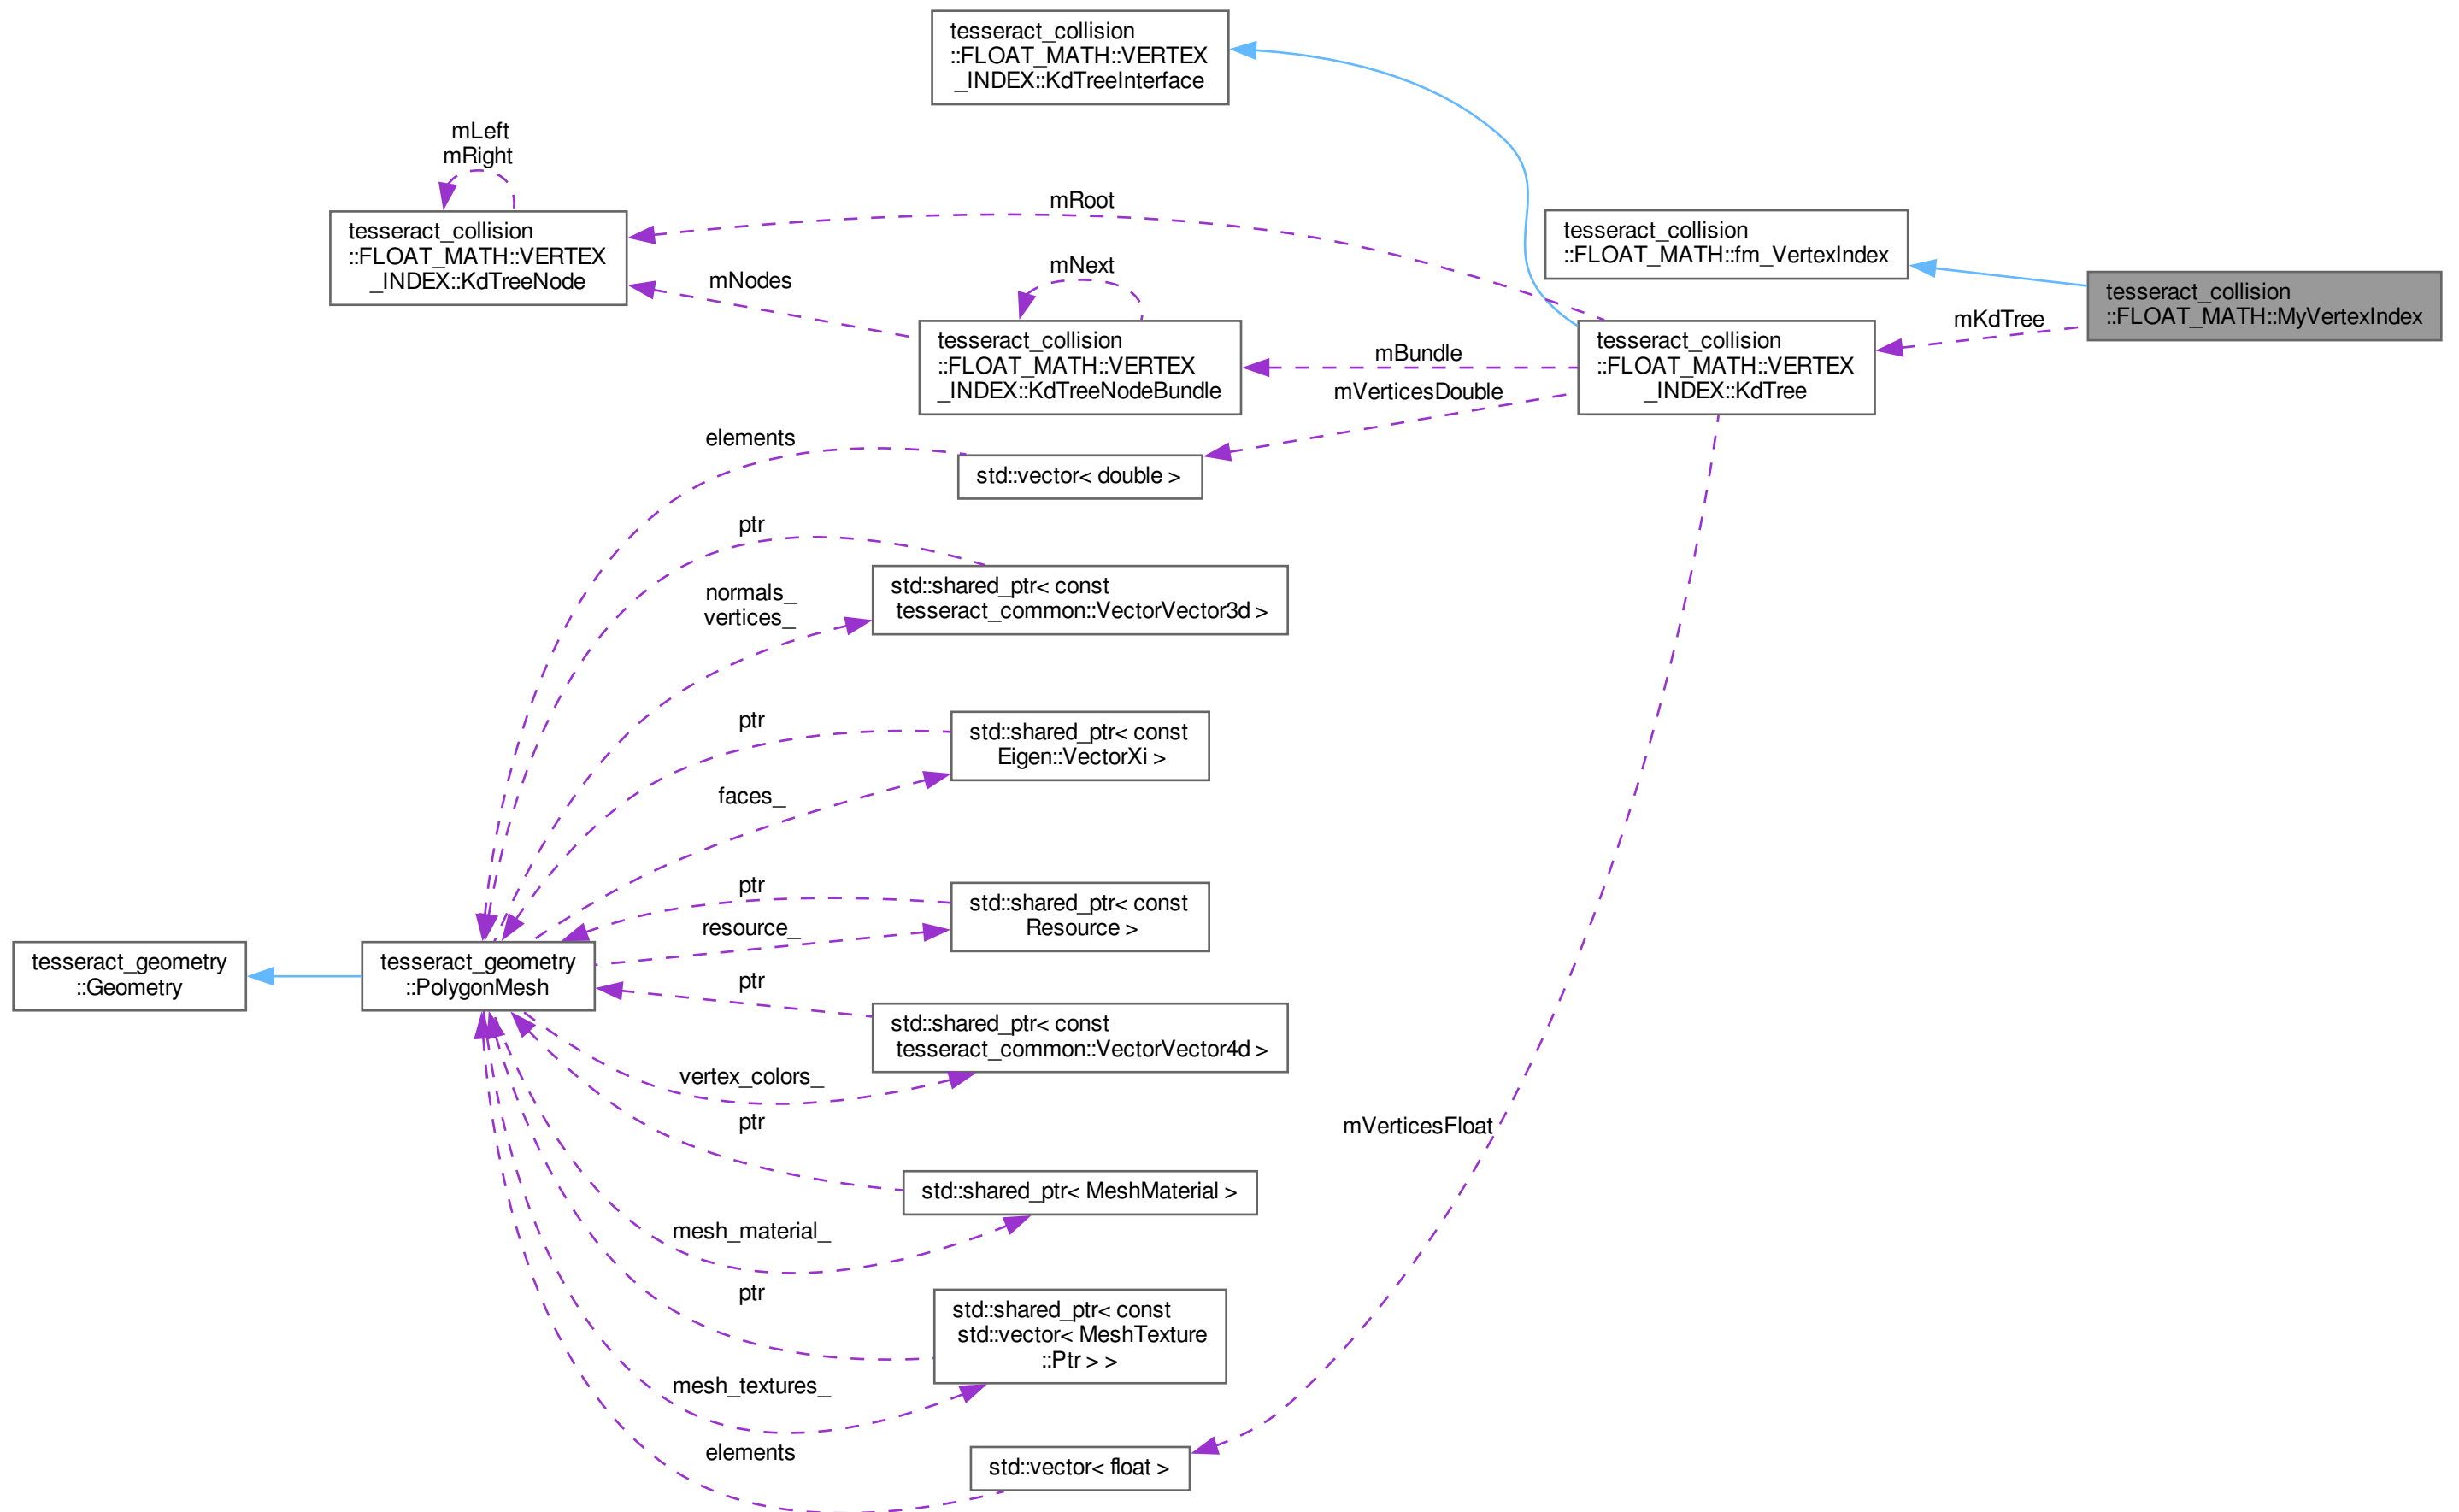 tesseract_collision
::FLOAT_MATH::VERTEX
_INDEX::KdTreeInterface
mLeft
mRight
tesseract_collision
::FLOAT_MATH::VERTEX
_INDEX::KdTreeNode
mRoot
mNodes
mNext
tesseract_collision
::FLOAT_MATH::VERTEX
_INDEX::KdTreeNodeBundle
mBundle
mVerticesDouble
tesseract_collision
::FLOAT_MATH::fm_VertexIndex
tesseract_collision
::FLOAT_MATH::VERTEX
_INDEX::KdTree
mKdTree
tesseract_collision
::FLOAT_MATH::MyVertexIndex
elements
std::vector< double >
ptr
normals_
vertices_
std::shared_ptr< const
tesseract_common::VectorVector3d >
ptr
faces_
std::shared_ptr< const
Eigen::VectorXi >
ptr
resource_
std::shared_ptr< const
Resource >
tesseract_geometry
::Geometry
tesseract_geometry
::PolygonMesh
ptr
vertex_colors_
std::shared_ptr< const
tesseract_common::VectorVector4d >
ptr
mVerticesFloat
mesh_material_
std::shared_ptr< MeshMaterial >
ptr
mesh_textures_
std::shared_ptr< const
std::vector< MeshTexture
::Ptr > >
elements
std::vector< float >